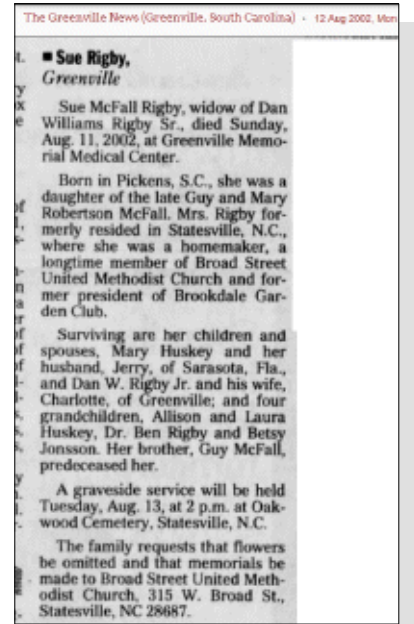 The Greenville News (Greenville, South Carolina) · 12 Aug 2002, Mon
■ Sue Rigby,
Greenville
Sue McFall Rigby, widow of Dan
Williams Rigby Sr., died Sunday,
Aug. 11, 2002, at Greenville Memo-
rial Medical Center.
Born in Pickens, S.C., she was a
daughter of the late Guy and Mary
Robertson McFall. Mrs. Rigby for-
merly resided in Statesville, N.C.,
where she was a homemaker, a
longtime member of Broad Street
United Methodist Church and for-
mer president of Brookdale Gar-
den Club.
Surviving are her children and
spouses, Mary Huskey and her
husband, Jerry, of Sarasota, Fla.,
and Dan W. Rigby Jr. and his wife,
Charlotte, of Greenville; and four
grandchildren, Allison and Laura
Huskey, Dr. Ben Rigby and Betsy
Jonsson. Her brother, Guy McFall,
predeceased her.
A graveside service will be held
Tuesday, Aug. 13, at 2 p.m. at Oak-
wood Cemetery, Statesville, N.C.
The family requests that flowers
be omitted and that memorials be
made to Broad Street United Meth-
odist Church, 315 W. Broad St.,
Statesville, NC 28687.